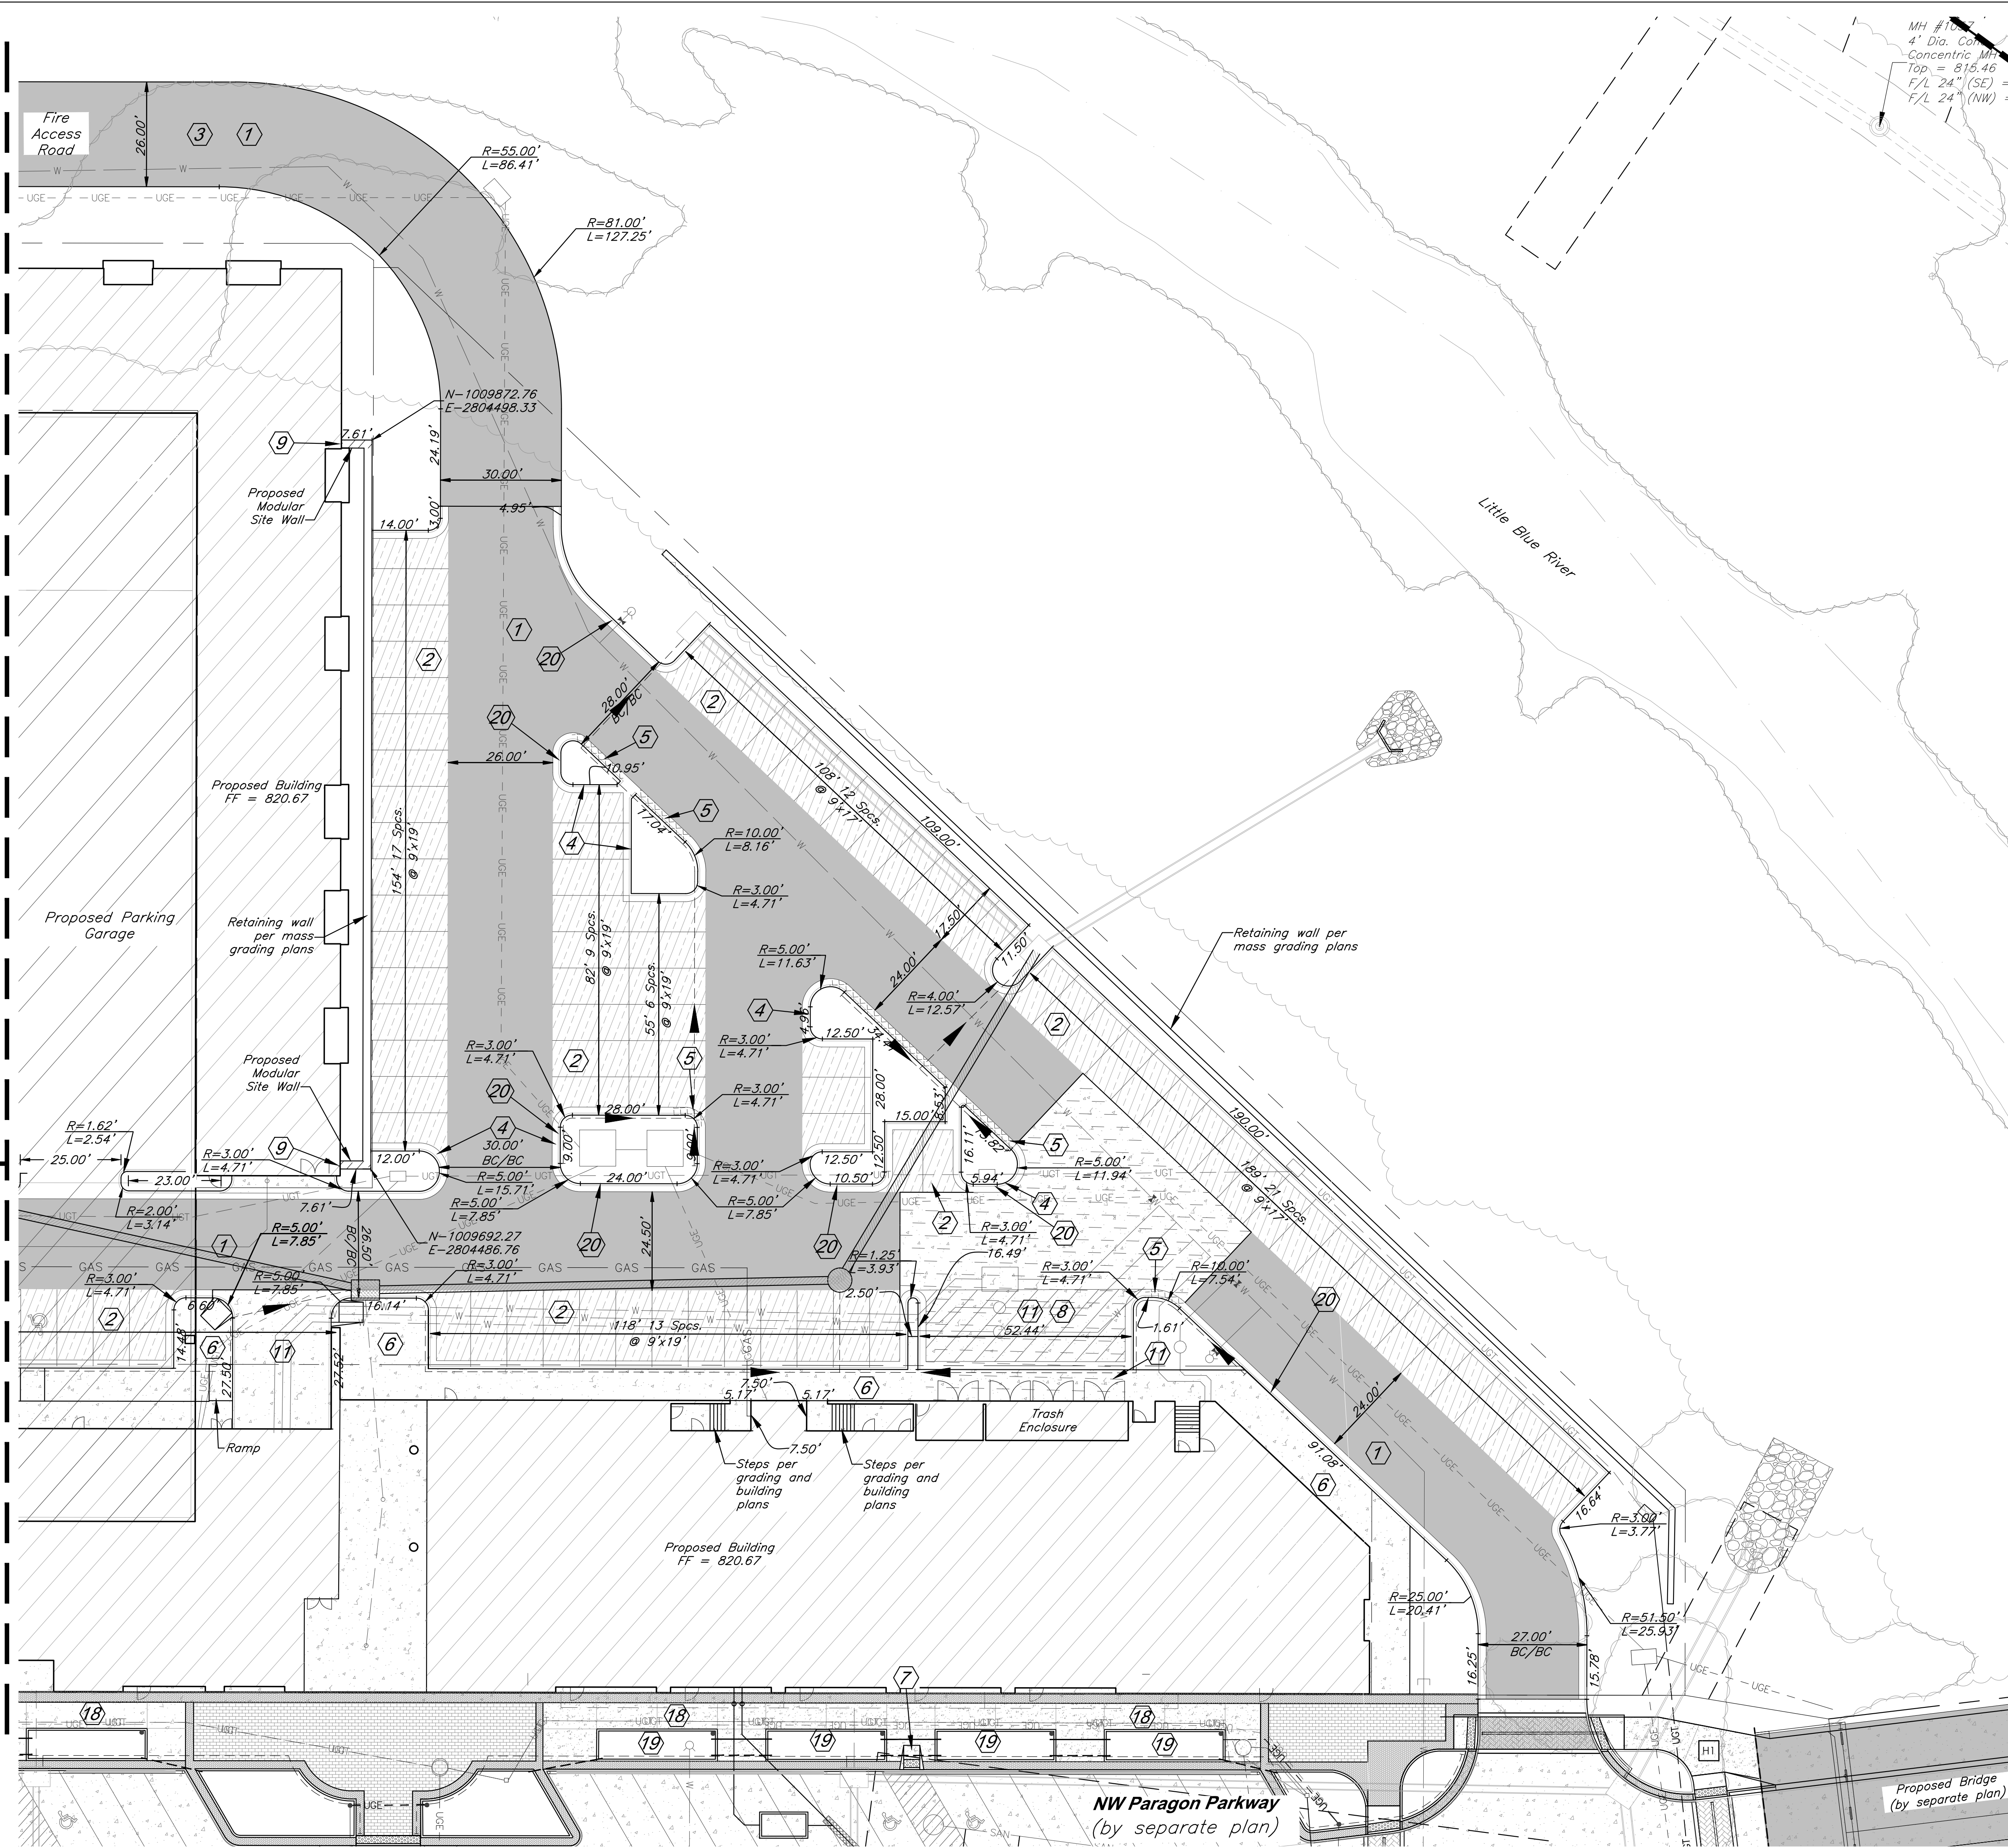 MH #1057
4' Dia.
Concentric MH
Top = 815.46
F/L 24" (SE) =
F/L 24" (NW) =
Fire
Access
Road
26.00'
3
1
R=55.00'
L=86.41'
R=81.00'
L=127.25'
W
UGE
N-1009872.76
E-2804498.33
7.61'
9
24.19'
30.00'
Proposed
Modular
Site Wall
14.00'
3.00'
4.95'
Little Blue River
1
2
20
28.00'
BC/BC
2
20
5
26.00'
10.95'
Proposed Building
FF = 820.67
5
17.04'
4
108' 12 Spcs.
@ 9'x17'
109.00'
R=10.00'
L=8.16'
154' 17 Spcs.
@ 9'x19'
R=3.00'
L=4.71'
Proposed Parking
Garage
Retaining wall
per mass
grading plans
82' 9 Spcs.
@ 9'x19'
55' 6 Spcs.
@ 9'x19'
17.50'
11.50'
24.00'
Retaining wall per
mass grading plans
R=5.00'
L=11.63'
R=4.00'
L=12.57'
4
4.96'
12.50'
2
R=3.00'
L=4.71'
R=3.00'
L=4.71'
Proposed
Modular
Site Wall
2
5
20
28.00'
R=3.00'
L=4.71'
28.00'
15.00'
8.53'
190.00'
R=1.62'
L=2.54'
4
30.00'
BC/BC
9.00'
9.00'
12.50'
16.11'
5
25.00'
R=3.00'
L=4.71'
9
12.00'
R=3.00'
L=4.71'
12.50'
R=5.00'
L=11.94'
189' 21 Spcs.
@ 9'x17'
23.00'
R=5.00'
L=15.71'
24.00'
10.50'
5.94'
4
R=2.00'
L=3.14'
7.61'
R=5.00'
L=7.85'
R=5.00'
L=7.85'
2
20
1
R=5.00'
L=7.85'
26.50'
BC/BC
N-1009692.27
E-2804486.76
20
24.50'
20
R=3.00'
L=4.71'
16.49'
5
GAS
R=3.00'
L=4.71'
R=5.00'
L=7.85'
R=3.00'
L=4.71'
R=1.25'
L=3.93'
R=3.00'
L=4.71'
R=10.00'
L=7.54'
20
2
6.60'
16.14'
2
2.50'
11
8
1.61'
14.48'
6
11
6
118' 13 Spcs.
@ 9'x19'
52.44'
11
27.50'
27.52'
6
24.00'
7.50'
5.17'
5.17'
Trash
Enclosure
Ramp
7.50'
91.08'
1
6
Steps per
grading and
building
plans
Steps per
grading and
building
plans
16.64'
R=3.00'
L=3.77'
Proposed Building
FF = 820.67
R=25.00'
L=20.41'
R=51.50'
L=25.93'
27.00'
BC/BC
16.25'
15.78'
7
18
18
18
19
19
19
19
UGT
H1
Proposed Bridge
(by separate plan)
NW Paragon Parkway
(by separate plan)
SAN